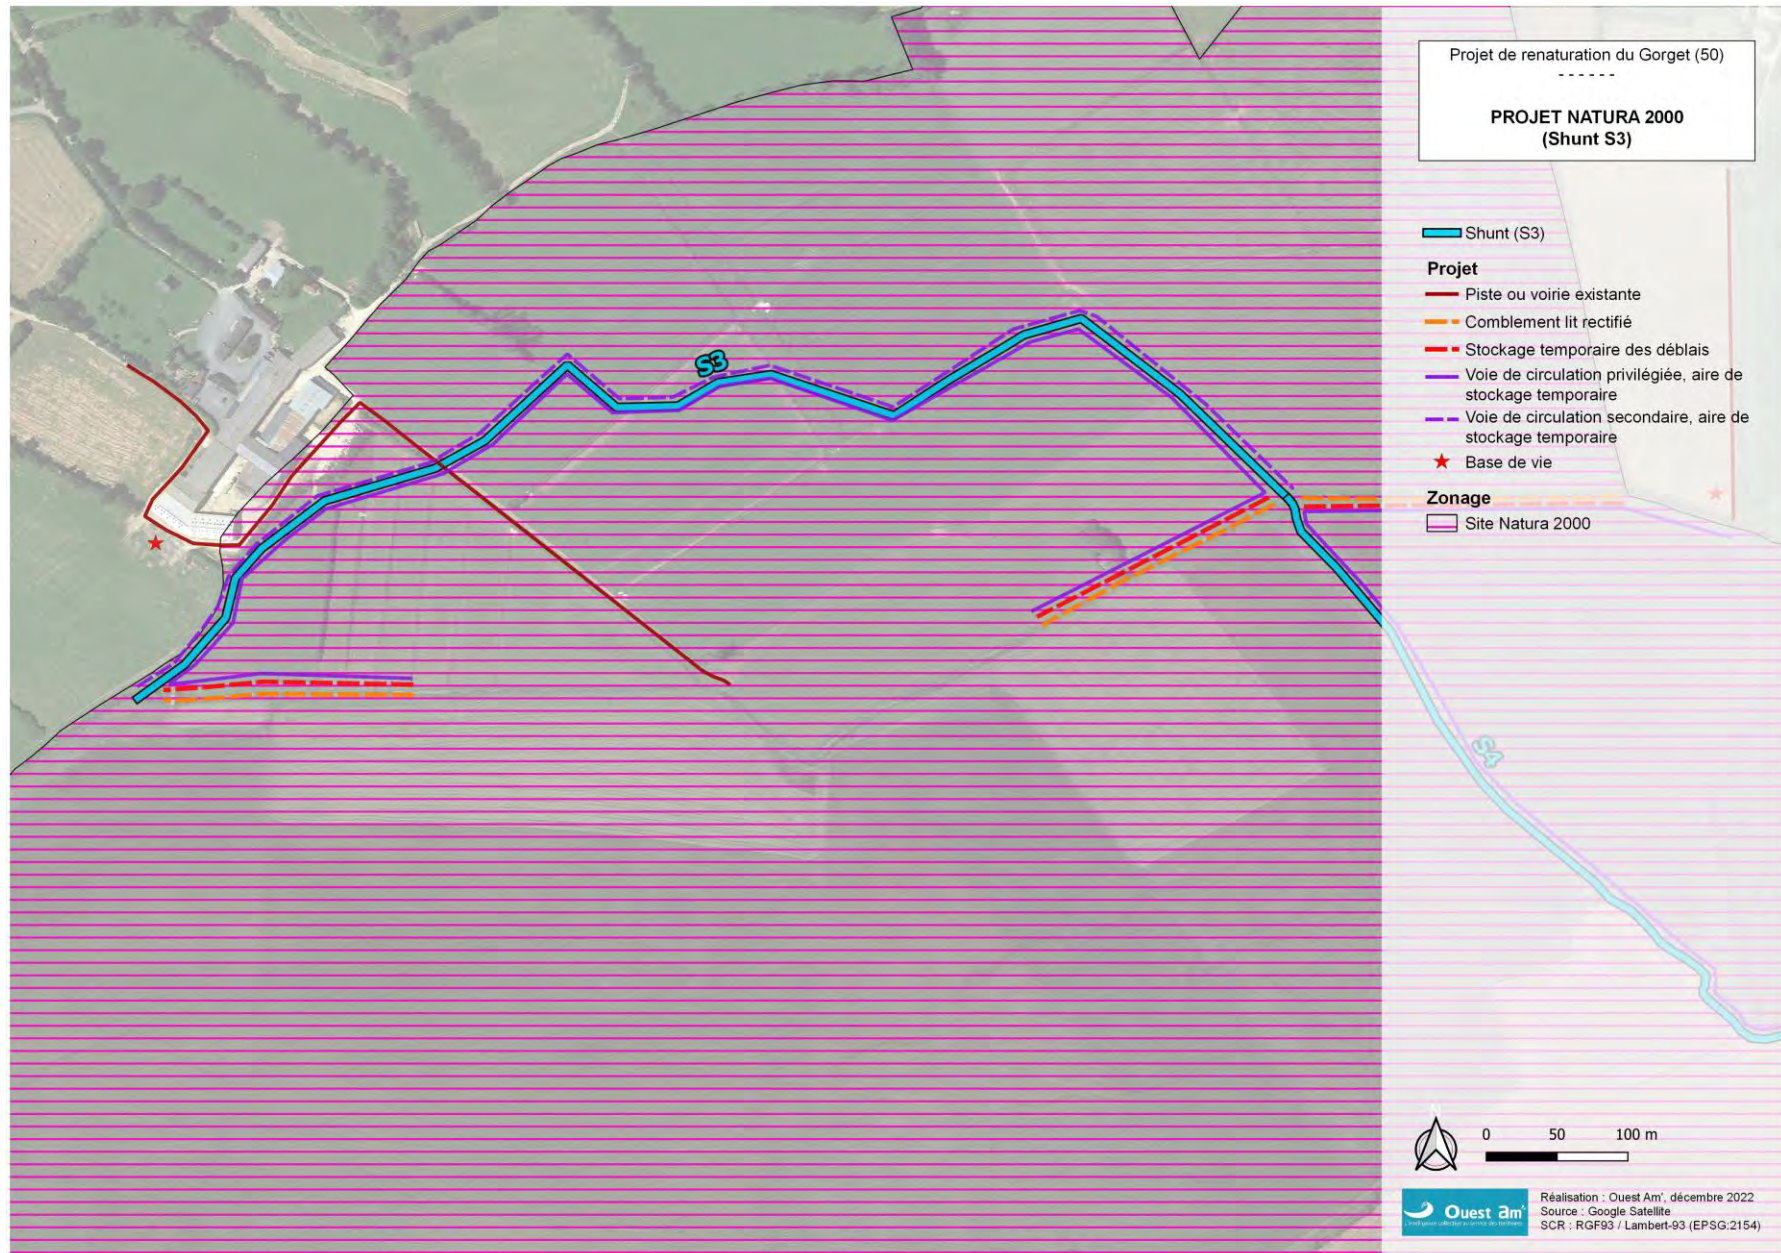 Projet de renaturation du Gorget (50)
- - - - - -
PROJET NATURA 2000
(Shunt S3)
Shunt (S3)
Projet
Piste ou voirie existante
Comblement lit rectifié
Stockage temporaire des déblais
Voie de circulation privilégiée, aire de
stockage temporaire
Voie de circulation secondaire, aire de
stockage temporaire
Base de vie
Zonage
Site Natura 2000
S3
S4
N
0 50 100 m
Ouest am'
Réalisation : Ouest Am', décembre 2022
Source : Google Satellite
SCR : RGF93 / Lambert-93 (EPSG:2154)